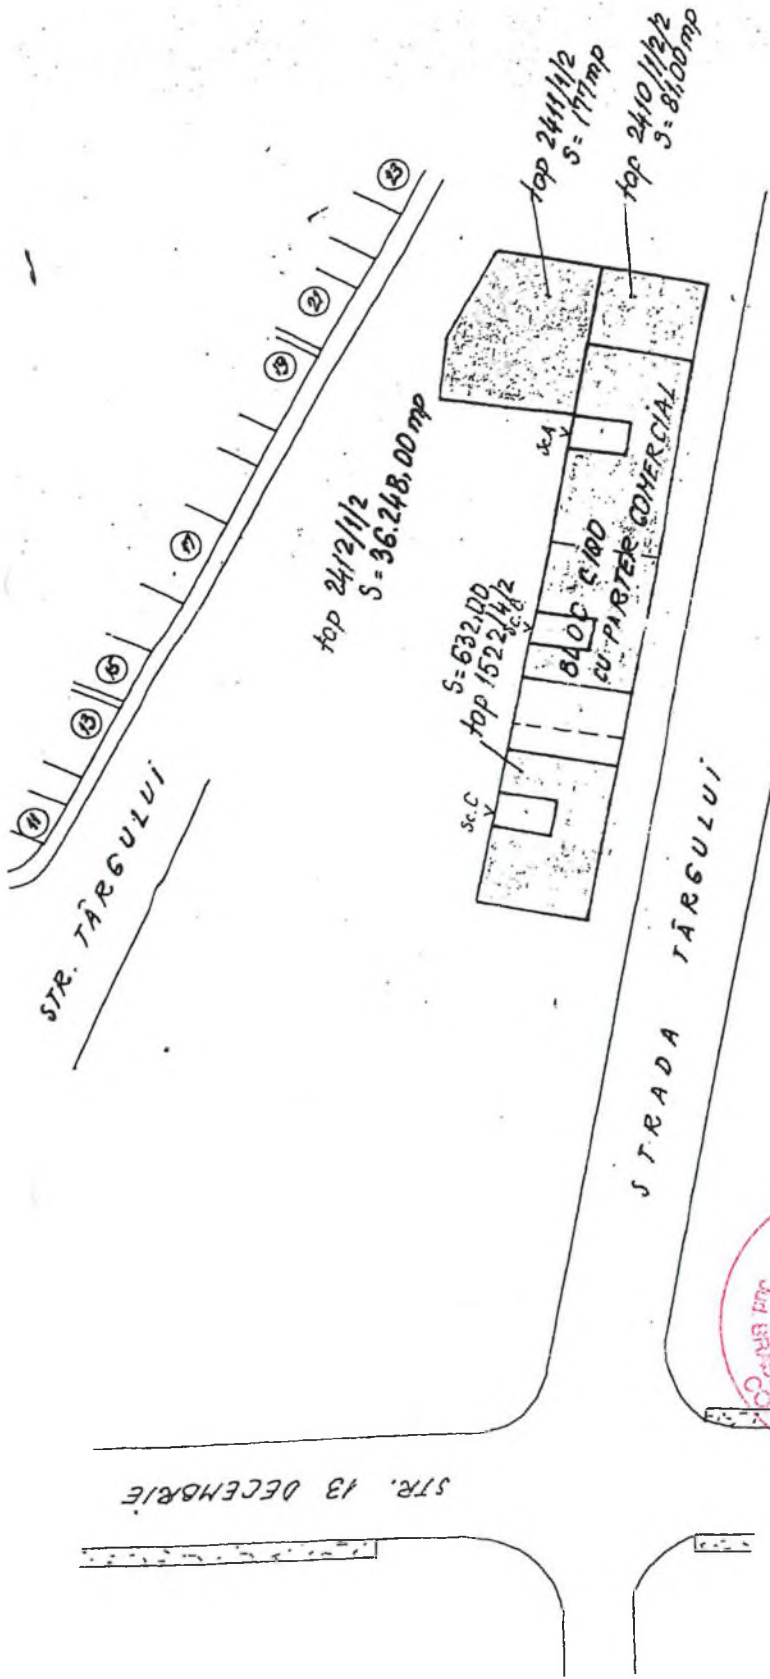 top 2411/1/2
S=177mp
top 2410/1/2/2
S=81,00mp
23
21
19
17
15
13
11
top 2412/1/2
S=36.248,00mp
Sc.A
S=632,00
top 1522/4/2
Sc.B
BLOC C100
CU PARTER COMERCIAL
Sc.C
STR. TÂRGULUI
STRADA TÂRGULUI
STR. 13 DECEMBRIE